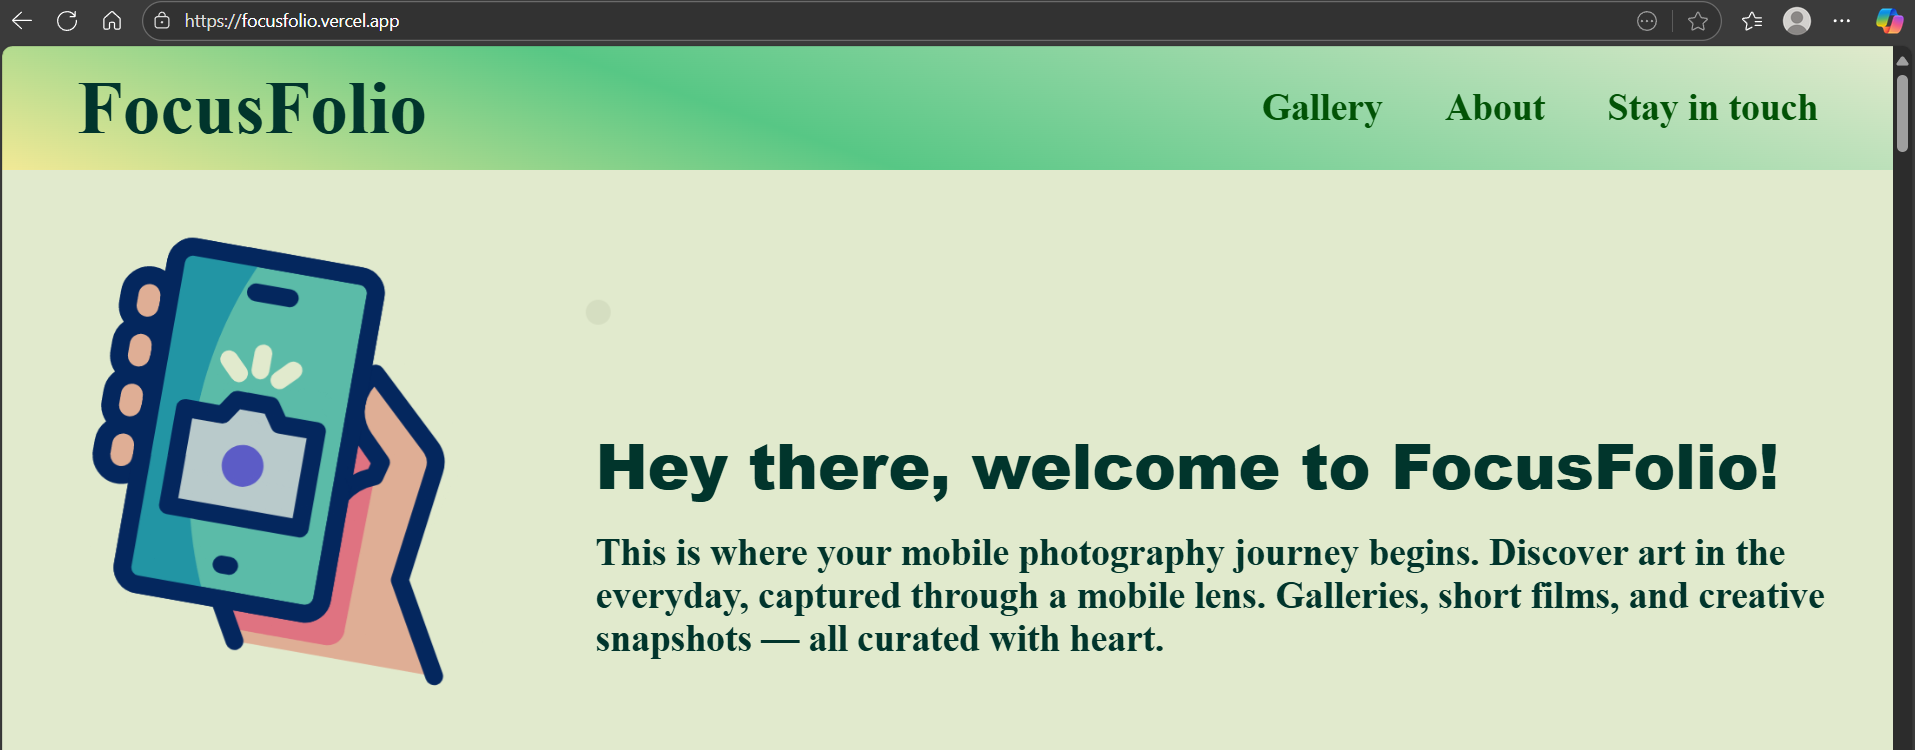 https://focusfolio.vercel.app
FocusFolio
Gallery About Stay in touch
Hey there, welcome to FocusFolio!
This is where your mobile photography journey begins. Discover art in the
everyday, captured through a mobile lens. Galleries, short films, and creative
snapshots — all curated with heart.